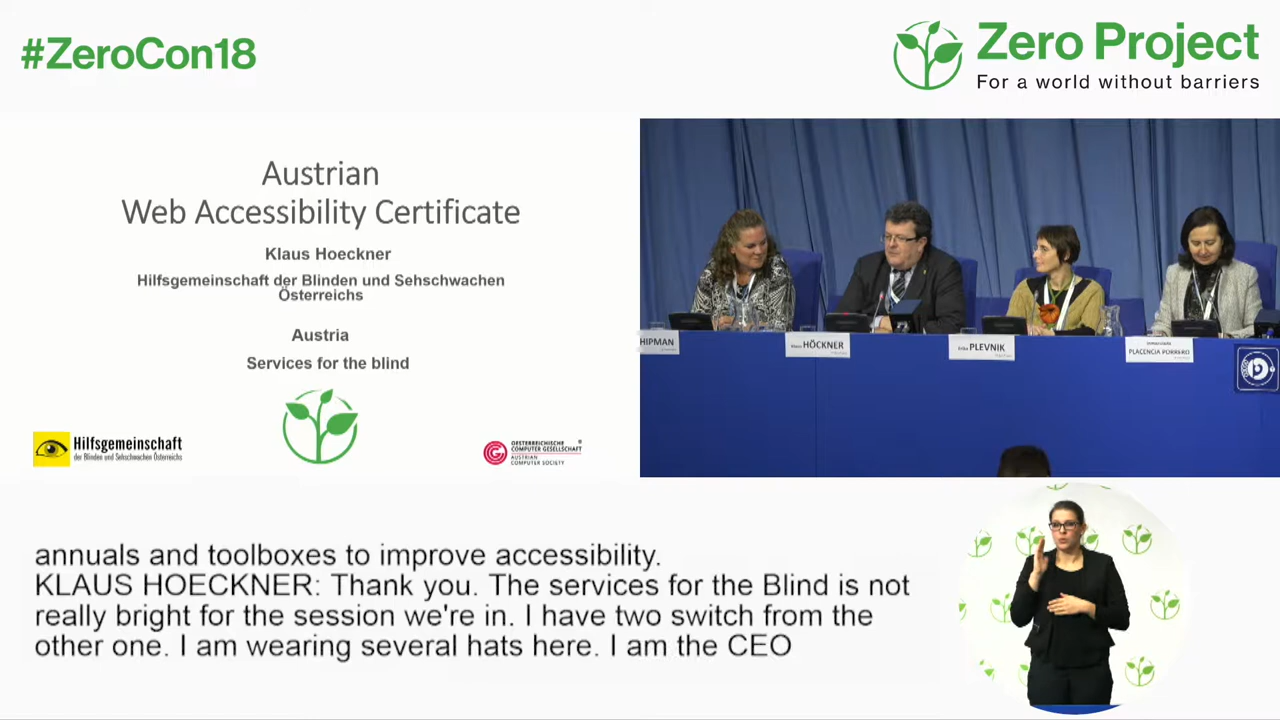 #ZeroCon18
Zero Project
For a world without barriers
Austrian
Web Accessibility Certificate
Klaus Hoeckner
Hilfsgemeinschaft der Blinden und Sehschwachen
Österreichs
Austria
Services for the blind
Hilfsgemeinschaft
der Blinden und Sehschwachen Österreichs
OESTERREICHISCHE
COMPUTER GESELLSCHAFT
AUSTRIAN
COMPUTER SOCIETY
HIPMAN
HÖCKNER
PLEVNIK
PLACENCIA PORRERO
annuals and toolboxes to improve accessibility.
KLAUS HOECKNER: Thank you. The services for the Blind is not
really bright for the session we're in. I have two switch from the
other one. I am wearing several hats here. I am the CEO